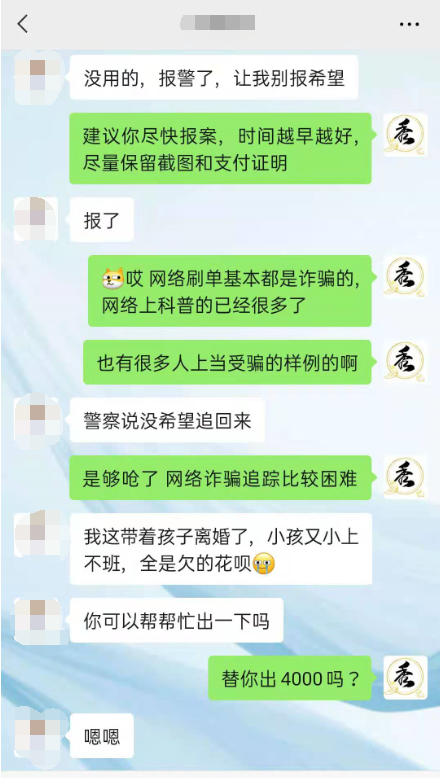 没用的，报警了，让我别报希望
建议你尽快报案，时间越早越好，
尽量保留截图和支付证明
秀
报了
哎 网络刷单基本都是诈骗的，
网络上科普的已经很多了
秀
也有很多人上当受骗的样例的啊
秀
警察说没希望追回来
是够呛了 网络诈骗追踪比较困难
秀
我这带着孩子离婚了，小孩又小上
不班，全是欠的花呗
你可以帮帮忙出一下吗
替你出 4000 吗？
秀
嗯嗯